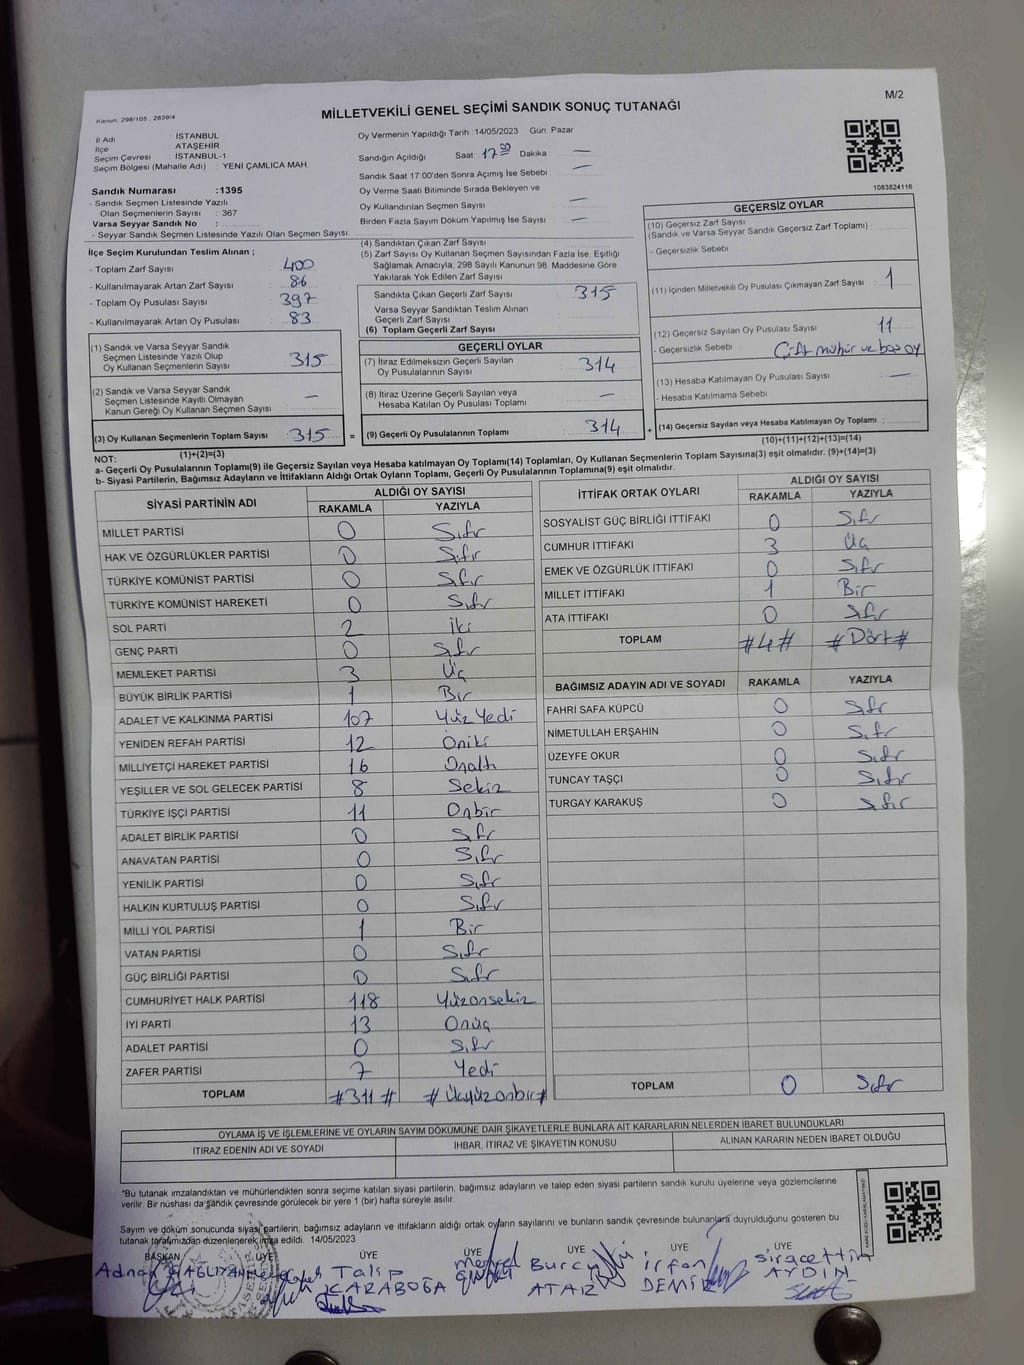 M/2
MİLLETVEKİLİ GENEL SEÇİMİ SANDIK SONUÇ TUTANAĞI
Kanun. 298/105 , 2839/4
İl Adı : İSTANBUL
İlçe : ATAŞEHİR
Seçim Çevresi : İSTANBUL-1
Seçim Bölgesi (Mahalle Adı) : YENİ ÇAMLICA MAH.
Sandık Numarası :1395
- Sandık Seçmen Listesinde Yazılı
Olan Seçmenlerin Sayısı : 367
Varsa Seyyar Sandık No :
- Seyyar Sandık Seçmen Listesinde Yazılı Olan Seçmen Sayısı:
Oy Vermenin Yapıldığı Tarih : 14/05/2023 Gün: Pazar
Sandığın Açıldığı Saat: 17 00 Dakika : —
Sandık Saat 17:00'den Sonra Açılmış İse Sebebi : —
Oy Verme Saati Bitiminde Sırada Bekleyen ve
Oy Kullandırılan Seçmen Sayısı : —
Birden Fazla Sayım Döküm Yapılmış İse Sayısı : —
1083824116
İlçe Seçim Kurulundan Teslim Alınan ;
- Toplam Zarf Sayısı : 400
- Kullanılmayarak Artan Zarf Sayısı : 86
- Toplam Oy Pusulası Sayısı : 397
- Kullanılmayarak Artan Oy Pusulası : 83
(1) Sandık ve Varsa Seyyar Sandık
Seçmen Listesinde Yazılı Olup
Oy Kullanan Seçmenlerin Sayısı : 315
(2) Sandık ve Varsa Seyyar Sandık
Seçmen Listesinde Kayıtlı Olmayan
Kanun Gereği Oy Kullanan Seçmen Sayısı : —
(3) Oy Kullanan Seçmenlerin Toplam Sayısı : 315
(1)+(2)=(3)
(4) Sandıktan Çıkan Zarf Sayısı :
(5) Zarf Sayısı Oy Kullanan Seçmen Sayısından Fazla İse, Eşitliği
Sağlamak Amacıyla; 298 Sayılı Kanunun 98. Maddesine Göre
Yakılarak Yok Edilen Zarf Sayısı
Sandıkta Çıkan Geçerli Zarf Sayısı : 315
Varsa Seyyar Sandıktan Teslim Alınan
Geçerli Zarf Sayısı
(6) Toplam Geçerli Zarf Sayısı
GEÇERLİ OYLAR
(7) İtiraz Edilmeksizin Geçerli Sayılan
Oy Pusulalarının Sayısı : 314
(8) İtiraz Üzerine Geçerli Sayılan veya
Hesaba Katılan Oy Pusulası Toplamı : —
= (9) Geçerli Oy Pusulalarının Toplamı : 314
GEÇERSİZ OYLAR
(10) Geçersiz Zarf Sayısı
(Sandık ve Varsa Seyyar Sandık Geçersiz Zarf Toplamı) :
- Geçersizlik Sebebi :
(11) İçinden Milletvekili Oy Pusulası Çıkmayan Zarf Sayısı : 1
(12) Geçersiz Sayılan Oy Pusulası Sayısı : 11
- Geçersizlik Sebebi : Çift mühür ve boş oy
(13) Hesaba Katılmayan Oy Pusulası Sayısı : —
- Hesaba Katılmama Sebebi :
+ (14) Geçersiz Sayılan veya Hesaba Katılmayan Oy Toplamı :
(10)+(11)+(12)+(13)=(14)
NOT:
a- Geçerli Oy Pusulalarının Toplamı(9) ile Geçersiz Sayılan veya Hesaba katılmayan Oy Toplamı(14) Toplamları, Oy Kullanan Seçmenlerin Toplam Sayısına(3) eşit olmalıdır. (9)+(14)=(3)
b- Siyasi Partilerin, Bağımsız Adayların ve İttifakların Aldığı Ortak Oyların Toplamı, Geçerli Oy Pusulalarının Toplamına(9) eşit olmalıdır.
SİYASİ PARTİNİN ADI ALDIĞI OY SAYISI
RAKAMLA YAZIYLA
MİLLET PARTİSİ 0 Sıfır
HAK VE ÖZGÜRLÜKLER PARTİSİ 0 Sıfır
TÜRKİYE KOMÜNİST PARTİSİ 0 Sıfır
TÜRKİYE KOMÜNİST HAREKETİ 0 Sıfır
SOL PARTİ 2 İki
GENÇ PARTİ 0 Sıfır
MEMLEKET PARTİSİ 3 Üç
BÜYÜK BİRLİK PARTİSİ 1 Bir
ADALET VE KALKINMA PARTİSİ 107 Yüz Yedi
YENİDEN REFAH PARTİSİ 12 Oniki
MİLLİYETÇİ HAREKET PARTİSİ 16 Onaltı
YEŞİLLER VE SOL GELECEK PARTİSİ 8 Sekiz
TÜRKİYE İŞÇİ PARTİSİ 11 Onbir
ADALET BİRLİK PARTİSİ 0 Sıfır
ANAVATAN PARTİSİ 0 Sıfır
YENİLİK PARTİSİ 0 Sıfır
HALKIN KURTULUŞ PARTİSİ 0 Sıfır
MİLLİ YOL PARTİSİ 1 Bir
VATAN PARTİSİ 0 Sıfır
GÜÇ BİRLİĞİ PARTİSİ 0 Sıfır
CUMHURİYET HALK PARTİSİ 118 Yüzonsekiz
İYİ PARTİ 13 Onüç
ADALET PARTİSİ 0 Sıfır
ZAFER PARTİSİ 7 Yedi
TOPLAM #311# #Üçyüzonbir#
İTTİFAK ORTAK OYLARI ALDIĞI OY SAYISI
RAKAMLA YAZIYLA
SOSYALİST GÜÇ BİRLİĞİ İTTİFAKI 0 Sıfır
CUMHUR İTTİFAKI 3 Üç
EMEK VE ÖZGÜRLÜK İTTİFAKI 0 Sıfır
MİLLET İTTİFAKI 1 Bir
ATA İTTİFAKI 0 Sıfır
TOPLAM #4# #Dört#
BAĞIMSIZ ADAYIN ADI VE SOYADI RAKAMLA YAZIYLA
FAHRİ SAFA KÜPCÜ 0 Sıfır
NİMETULLAH ERŞAHİN 0 Sıfır
ÜZEYFE OKUR 0 Sıfır
TUNCAY TAŞÇI 0 Sıfır
TURGAY KARAKUŞ 0 Sıfır
TOPLAM 0 Sıfır
OYLAMA İŞ VE İŞLEMLERİNE VE OYLARIN SAYIM DÖKÜMÜNE DAİR ŞİKAYETLERLE BUNLARA AİT KARARLARIN NELERDEN İBARET BULUNDUKLARI
İTİRAZ EDENİN ADI VE SOYADI İHBAR, İTİRAZ VE ŞİKAYETİN KONUSU ALINAN KARARIN NEDEN İBARET OLDUĞU
*Bu tutanak imzalandıktan ve mühürlendikten sonra seçime katılan siyasi partilerin, bağımsız adayların ve talep eden siyasi partilerin sandık kurulu üyelerine veya gözlemcilerine
verilir. Bir nüshası da sandık çevresinde görülecek bir yere 1 (bir) hafta süreyle asılır.
Sayım ve döküm sonucunda siyasi partilerin, bağımsız adayların ve ittifakların aldığı ortak oyların sayılarını ve bunların sandık çevresinde bulunanlara duyrulduğunu gösteren bu
tutanak tarafımızdan düzenlenerek imza edildi. 14/05/2023
BAŞKAN ÜYE ÜYE ÜYE ÜYE ÜYE ÜYE
Talip Burcu irfan siracettin
KARABOĞA ATAR DEMİR AYDIN